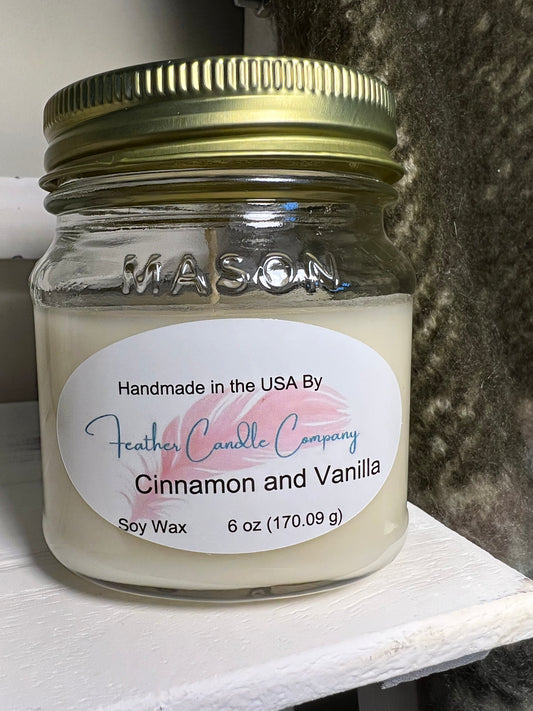 MASON
Handmade in the USA By
Feather Candle Company
Cinnamon and Vanilla
Soy Wax 6 oz (170.09 g)